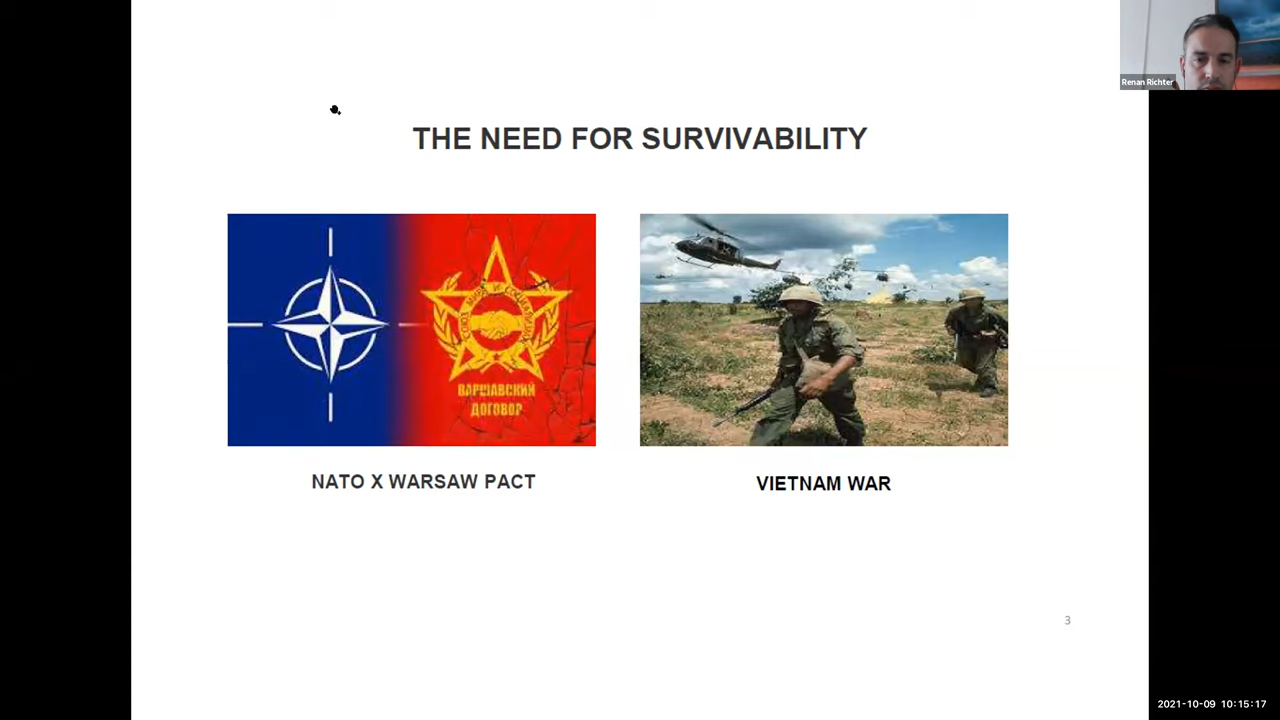 Renan Richter
THE NEED FOR SURVIVABILITY
ВАРШАВСКИЙ
ДОГОВОР
NATO X WARSAW PACT
VIETNAM WAR
3
2021-10-09 10:15:17